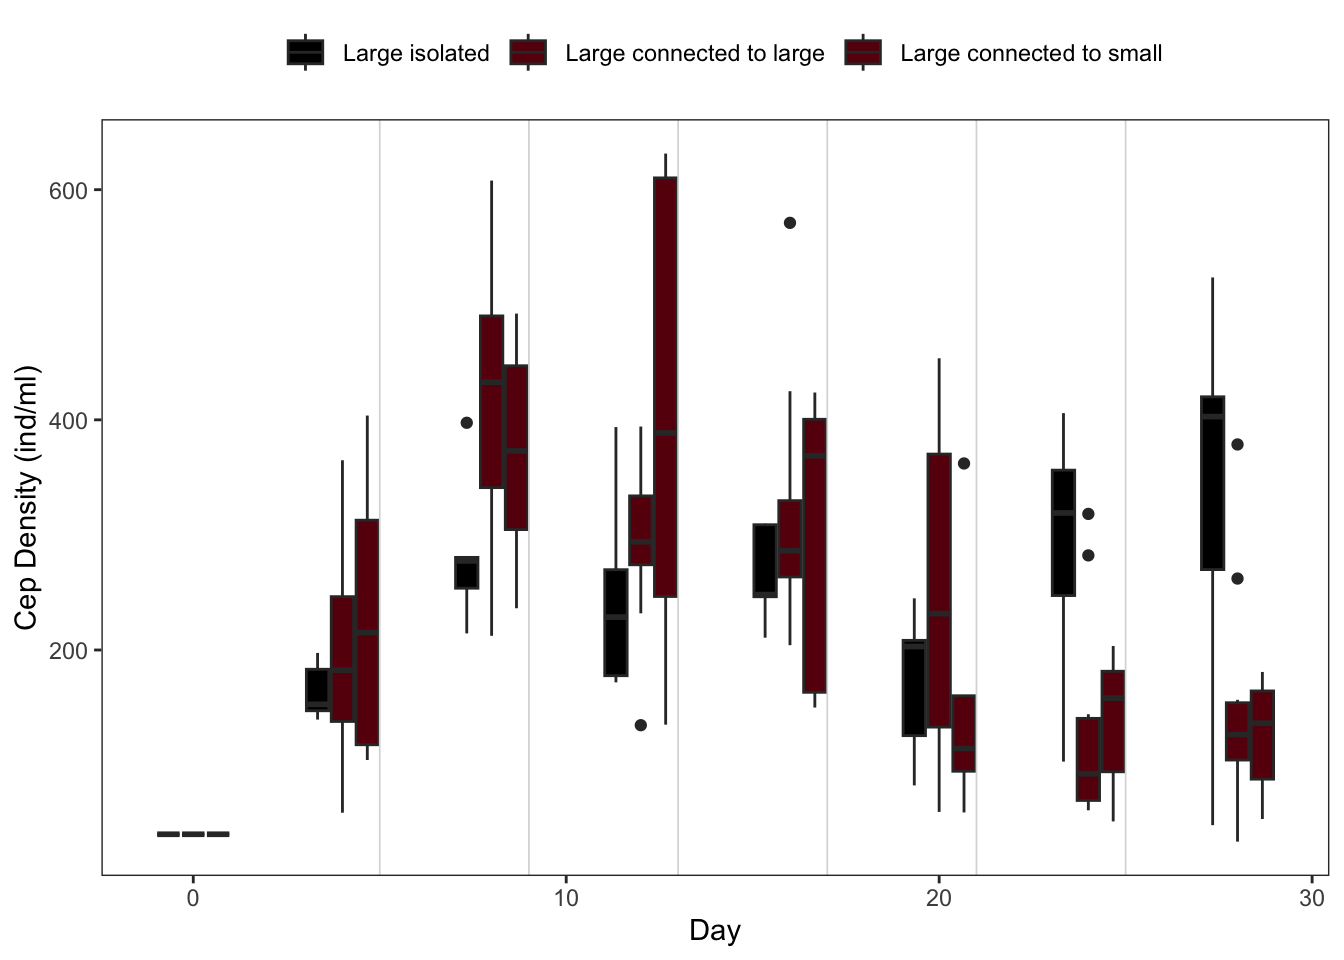 Large isolated Large connected to large Large connected to small
Cep Density (ind/ml)
600
400
200
0 10 20 30
Day